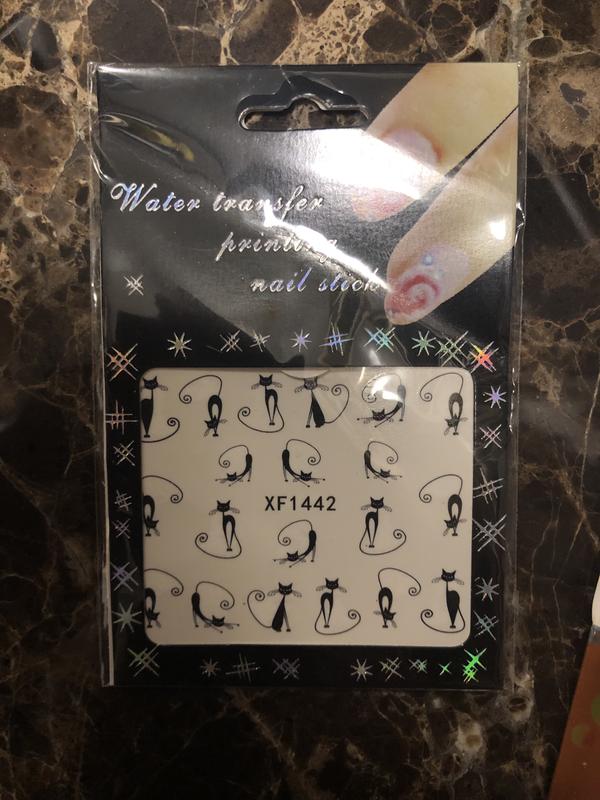 Water transfer
printing
nail stick
XF1442